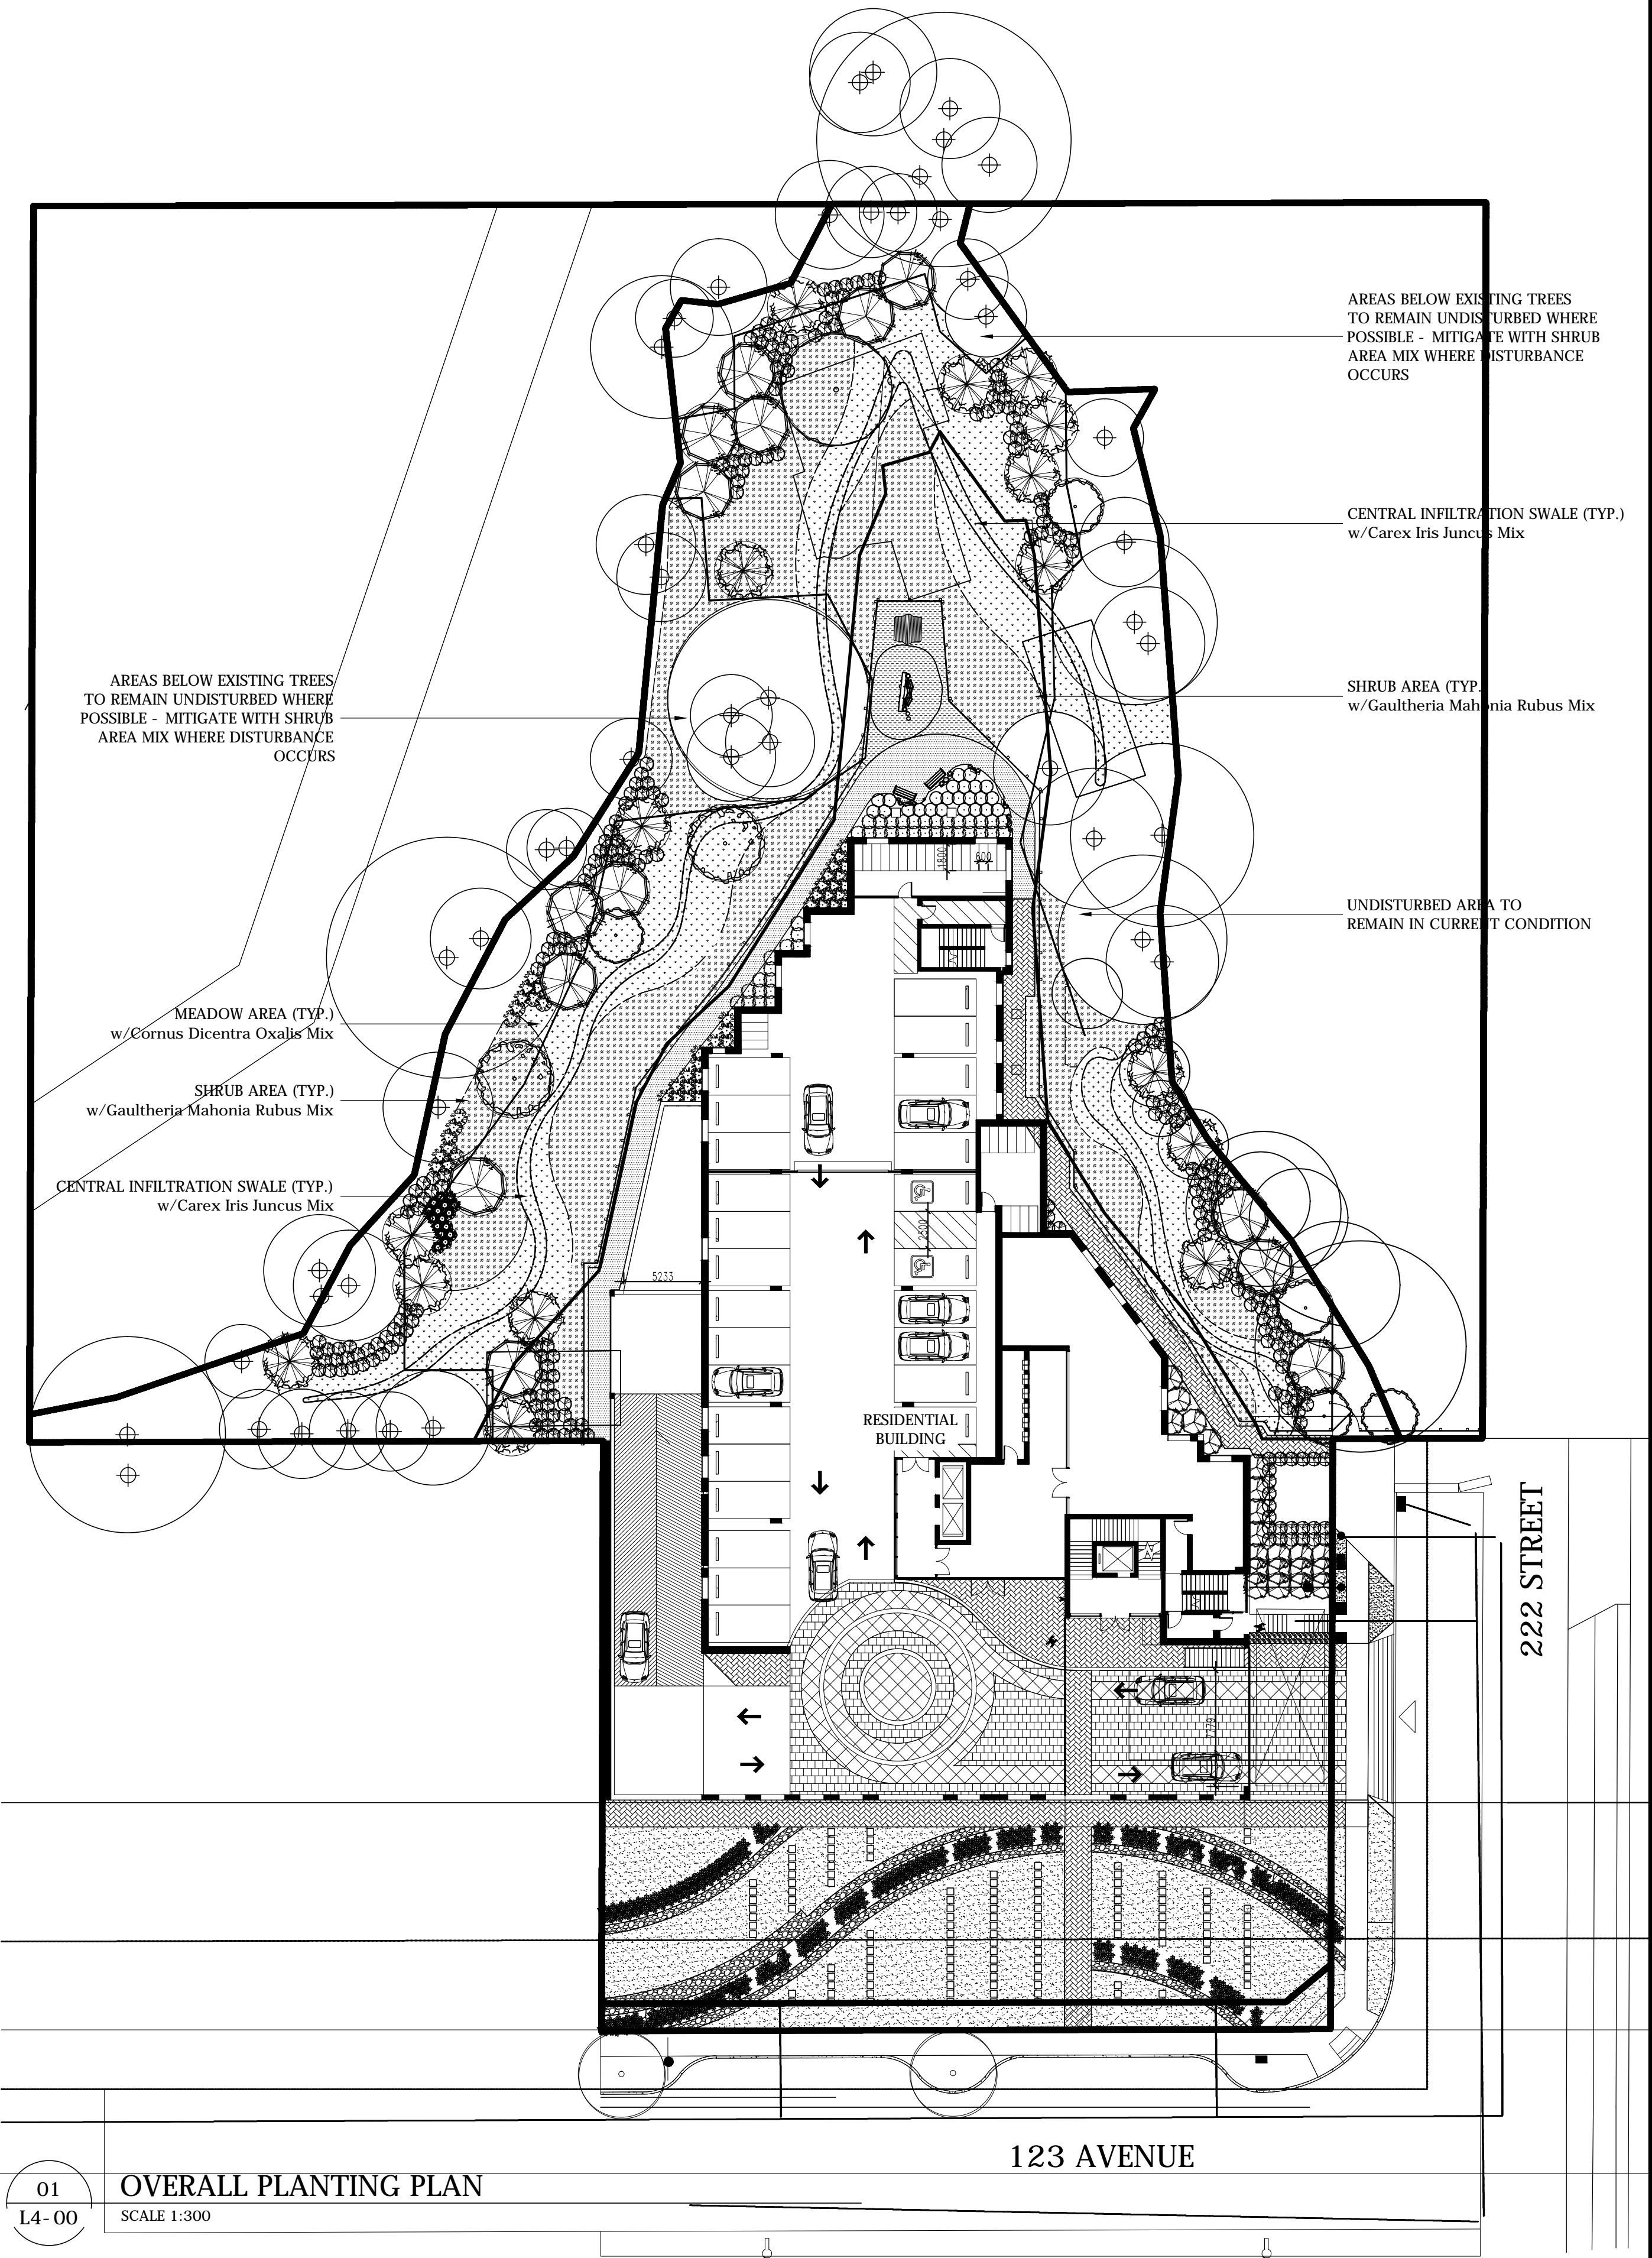 AREAS BELOW EXISTING TREES
TO REMAIN UNDISTURBED WHERE
POSSIBLE - MITIGATE WITH SHRUB
AREA MIX WHERE DISTURBANCE
OCCURS
CENTRAL INFILTRATION SWALE (TYP.)
w/Carex Iris Juncus Mix
AREAS BELOW EXISTING TREES
TO REMAIN UNDISTURBED WHERE
POSSIBLE - MITIGATE WITH SHRUB
AREA MIX WHERE DISTURBANCE
OCCURS
SHRUB AREA (TYP.
w/Gaultheria Mahonia Rubus Mix
1800
600
UNDISTURBED AREA TO
REMAIN IN CURRENT CONDITION
MEADOW AREA (TYP.)
w/Cornus Dicentra Oxalis Mix
SHRUB AREA (TYP.)
w/Gaultheria Mahonia Rubus Mix
CENTRAL INFILTRATION SWALE (TYP.)
w/Carex Iris Juncus Mix
2500
5233
RESIDENTIAL
BUILDING
222 STREET
7179
123 AVENUE
01
L4-00
OVERALL PLANTING PLAN
SCALE 1:300